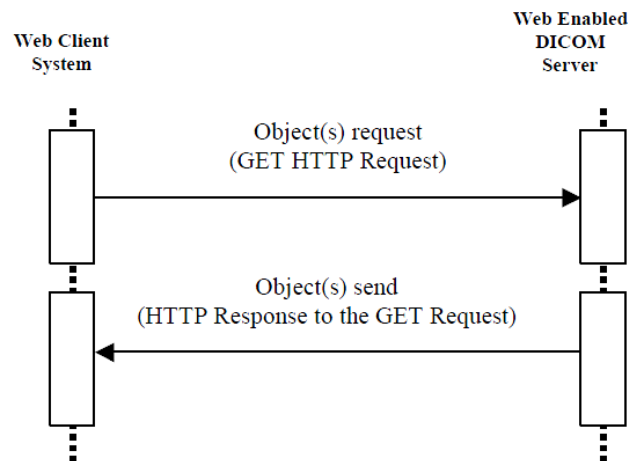 Web Client
System
Web Enabled
DICOM
Server
Object(s) request
(GET HTTP Request)
Object(s) send
(HTTP Response to the GET Request)